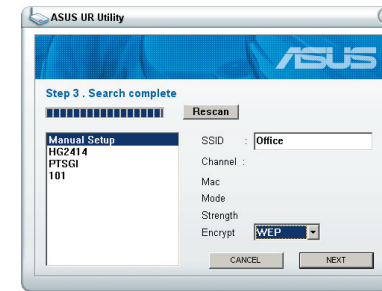 ASUS UR Utility
ASUS
Step 3 . Search complete
Rescan
Manual Setup
HG2414
PTSGI
101
SSID : Office
Channel :
Mac
Mode
Strength
Encrypt WEP
CANCEL NEXT